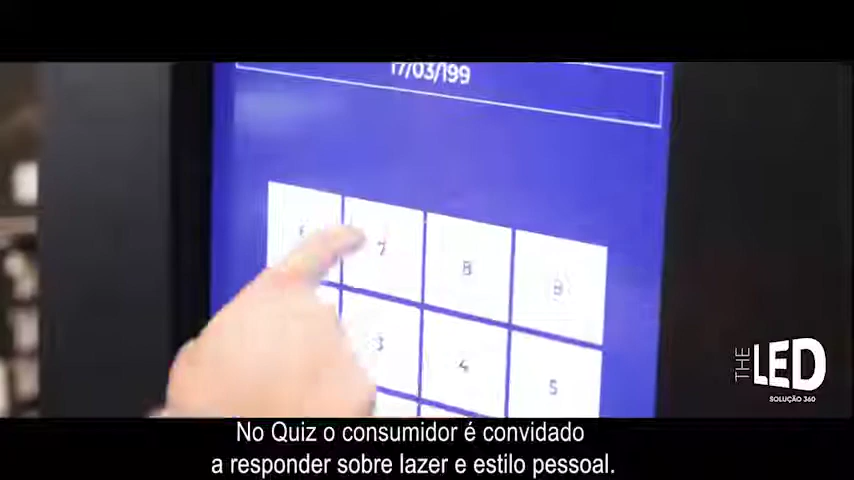 17/03/199
6
7
8
9
3
4
5
THE LED
SOLUÇÃO 360
No Quiz o consumidor é convidado
a responder sobre lazer e estilo pessoal.